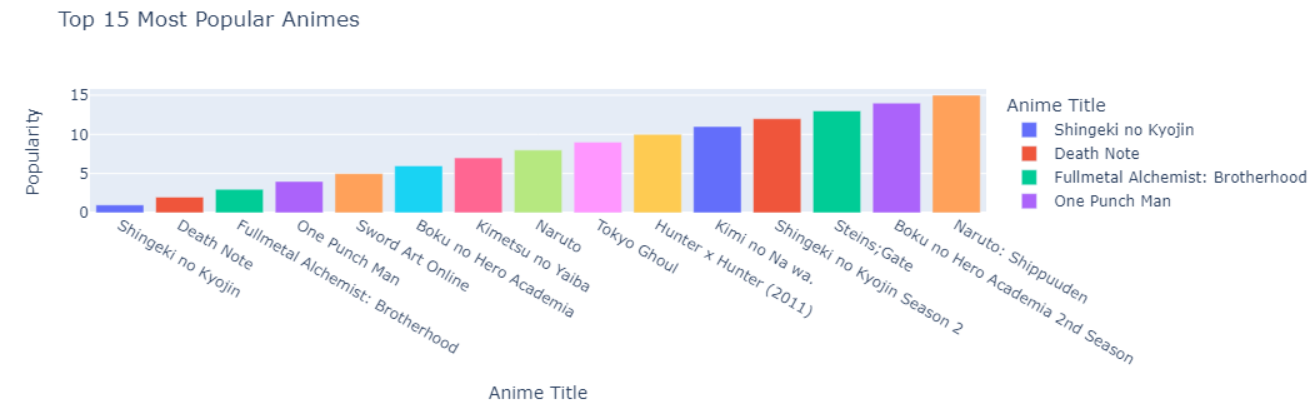 Top 15 Most Popular Animes
Popularity
15
10
5
0
Shingeki no Kyojin
Death Note
Fullmetal Alchemist: Brotherhood
One Punch Man
Sword Art Online
Boku no Hero Academia
Kimetsu no Yaiba
Naruto
Tokyo Ghoul
Hunter x Hunter (2011)
Kimi no Na wa.
Shingeki no Kyojin Season 2
Steins;Gate
Boku no Hero Academia 2nd Season
Naruto: Shippuuden
Anime Title
Anime Title
Shingeki no Kyojin
Death Note
Fullmetal Alchemist: Brotherhood
One Punch Man